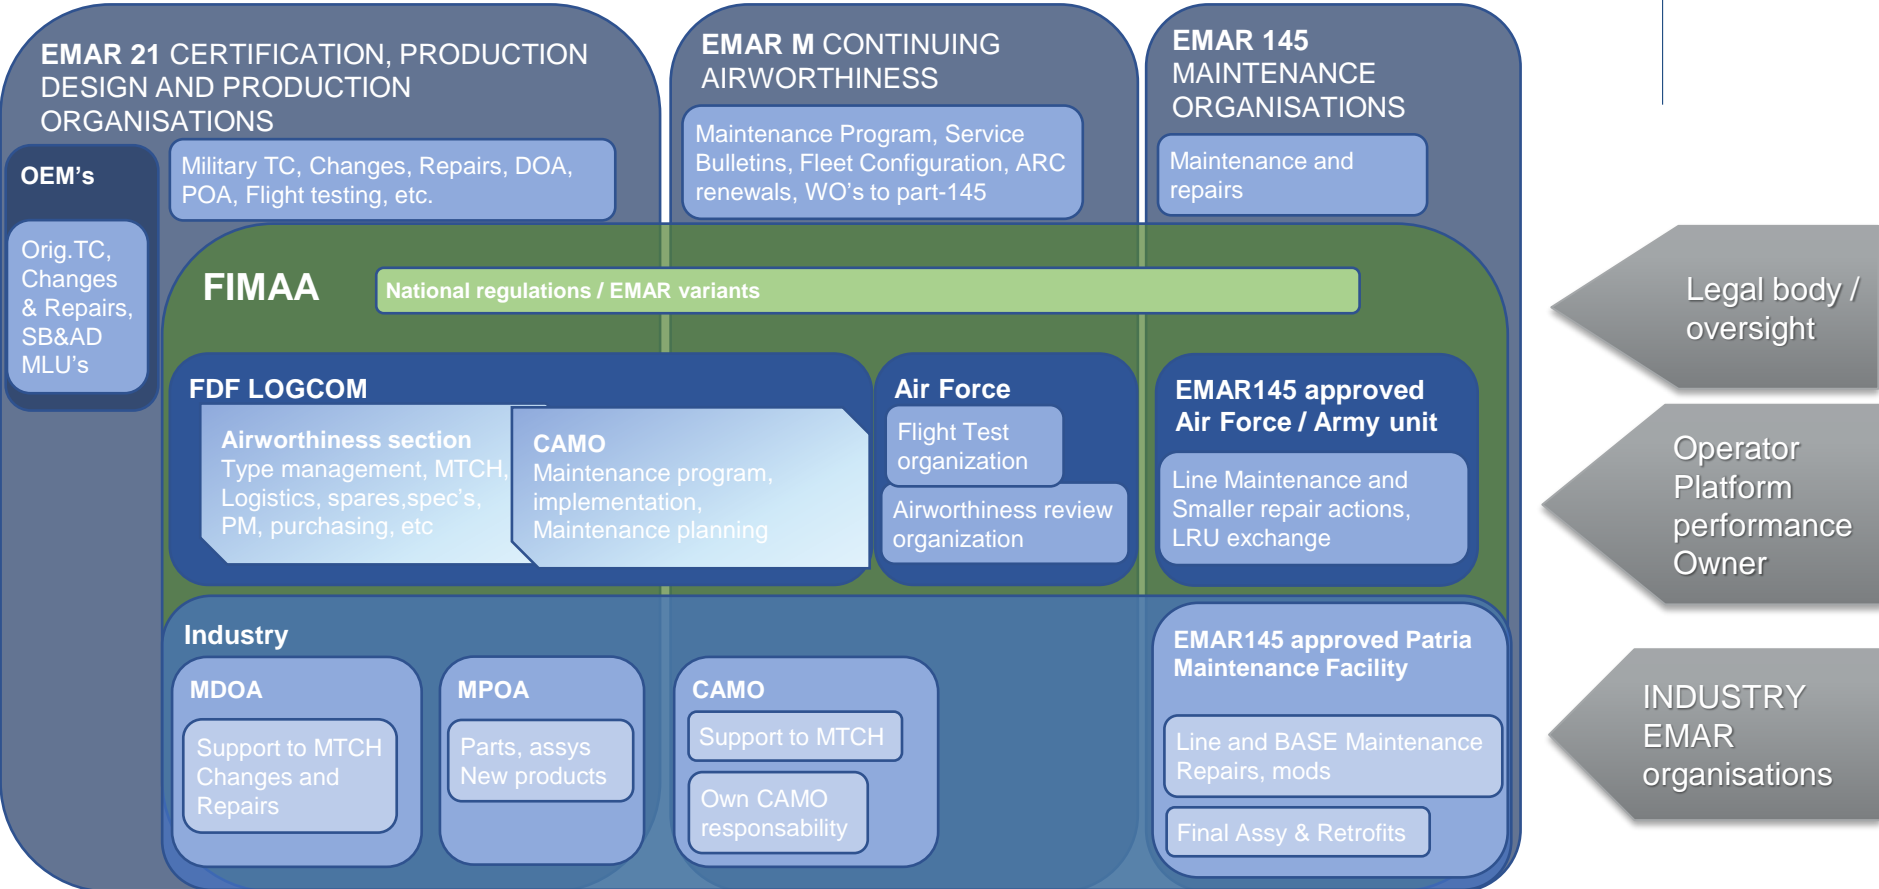 EMAR 21 CERTIFICATION, PRODUCTION
DESIGN AND PRODUCTION
ORGANISATIONS
EMAR M CONTINUING
AIRWORTHINESS
EMAR 145
MAINTENANCE
ORGANISATIONS
OEM's
Orig.TC,
Changes
& Repairs,
SB&AD
MLU's
Military TC, Changes, Repairs, DOA,
POA, Flight testing, etc.
Maintenance Program, Service
Bulletins, Fleet Configuration, ARC
renewals, WO's to part-145
Maintenance and
repairs
FIMAA
National regulations / EMAR variants
Legal body /
oversight
FDF LOGCOM
Airworthiness section
Type management, MTCH,
Logistics, spares,spec's,
PM, purchasing, etc
CAMO
Maintenance program,
implementation,
Maintenance planning
Air Force
Flight Test
organization
Airworthiness review
organization
EMAR145 approved
Air Force / Army unit
Line Maintenance and
Smaller repair actions,
LRU exchange
Operator
Platform
performance
Owner
Industry
MDOA
Support to MTCH
Changes and
Repairs
MPOA
Parts, assys
New products
CAMO
Support to MTCH
Own CAMO
responsability
EMAR145 approved Patria
Maintenance Facility
Line and BASE Maintenance
Repairs, mods
Final Assy & Retrofits
INDUSTRY
EMAR
organisations